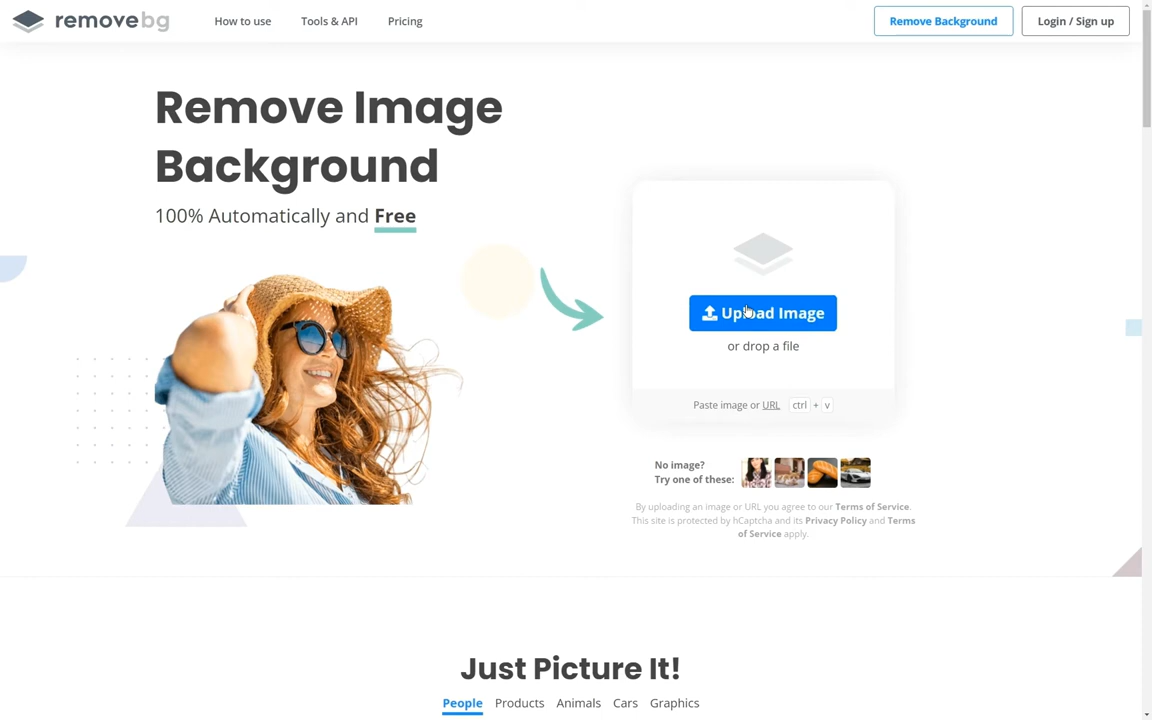 removebg
How to use
Tools & API
Pricing
Remove Background
Login / Sign up
Remove Image
Background
100% Automatically and Free
Upload Image
or drop a file
Paste image or URL ctrl + v
No image?
Try one of these:
By uploading an image or URL you agree to our Terms of Service.
This site is protected by hCaptcha and its Privacy Policy and Terms
of Service apply.
Just Picture It!
People
Products
Animals
Cars
Graphics